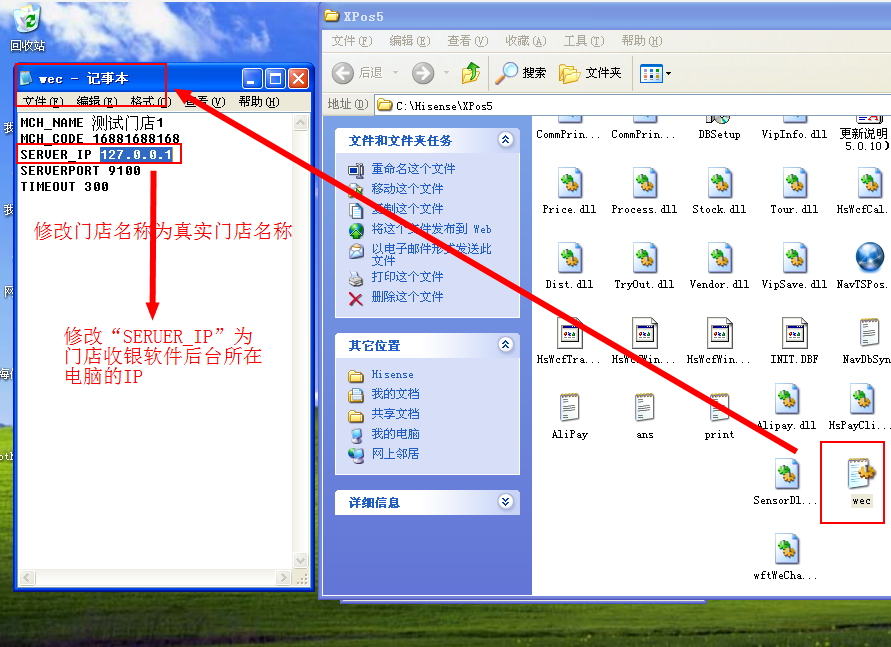 回收站
wec - 记事本
文件(F) 编辑(E) 格式(O) 查看(V) 帮助(H)
MCH_NAME 测试门店1
MCH_CODE 16881688168
SERVER_IP 127.0.0.1
SERVERPORT 9100
TIMEOUT 300
修改门店名称为真实门店名称
修改“SERUER_IP”为
门店收银软件后台所在
电脑的IP
XPos5
文件(F) 编辑(E) 查看(V) 收藏(A) 工具(T) 帮助(H)
后退 搜索 文件夹
地址(D) C:\Hisense\XPos5
文件和文件夹任务
重命名这个文件
移动这个文件
复制这个文件
将这个文件发布到 Web
以电子邮件形式发送此
文件
打印这个文件
删除这个文件
其它位置
Hisense
我的文档
共享文档
我的电脑
网上邻居
详细信息
CommPrin... CommPrin... DBSetup VipInfo.dll 更新说明
5.0.10)
Price.dll Process.dll Stock.dll Tour.dll HsWcfCal.
Dist.dll TryOut.dll Vendor.dll VipSave.dll NavTSPos.
HsWcfTra... HsWcfWin... HsWcfWin... INIT.DBF NavDbSyn
AliPay ans print Alipay.dll HsPayCli...
SensorDl... wec
wftWeCha...